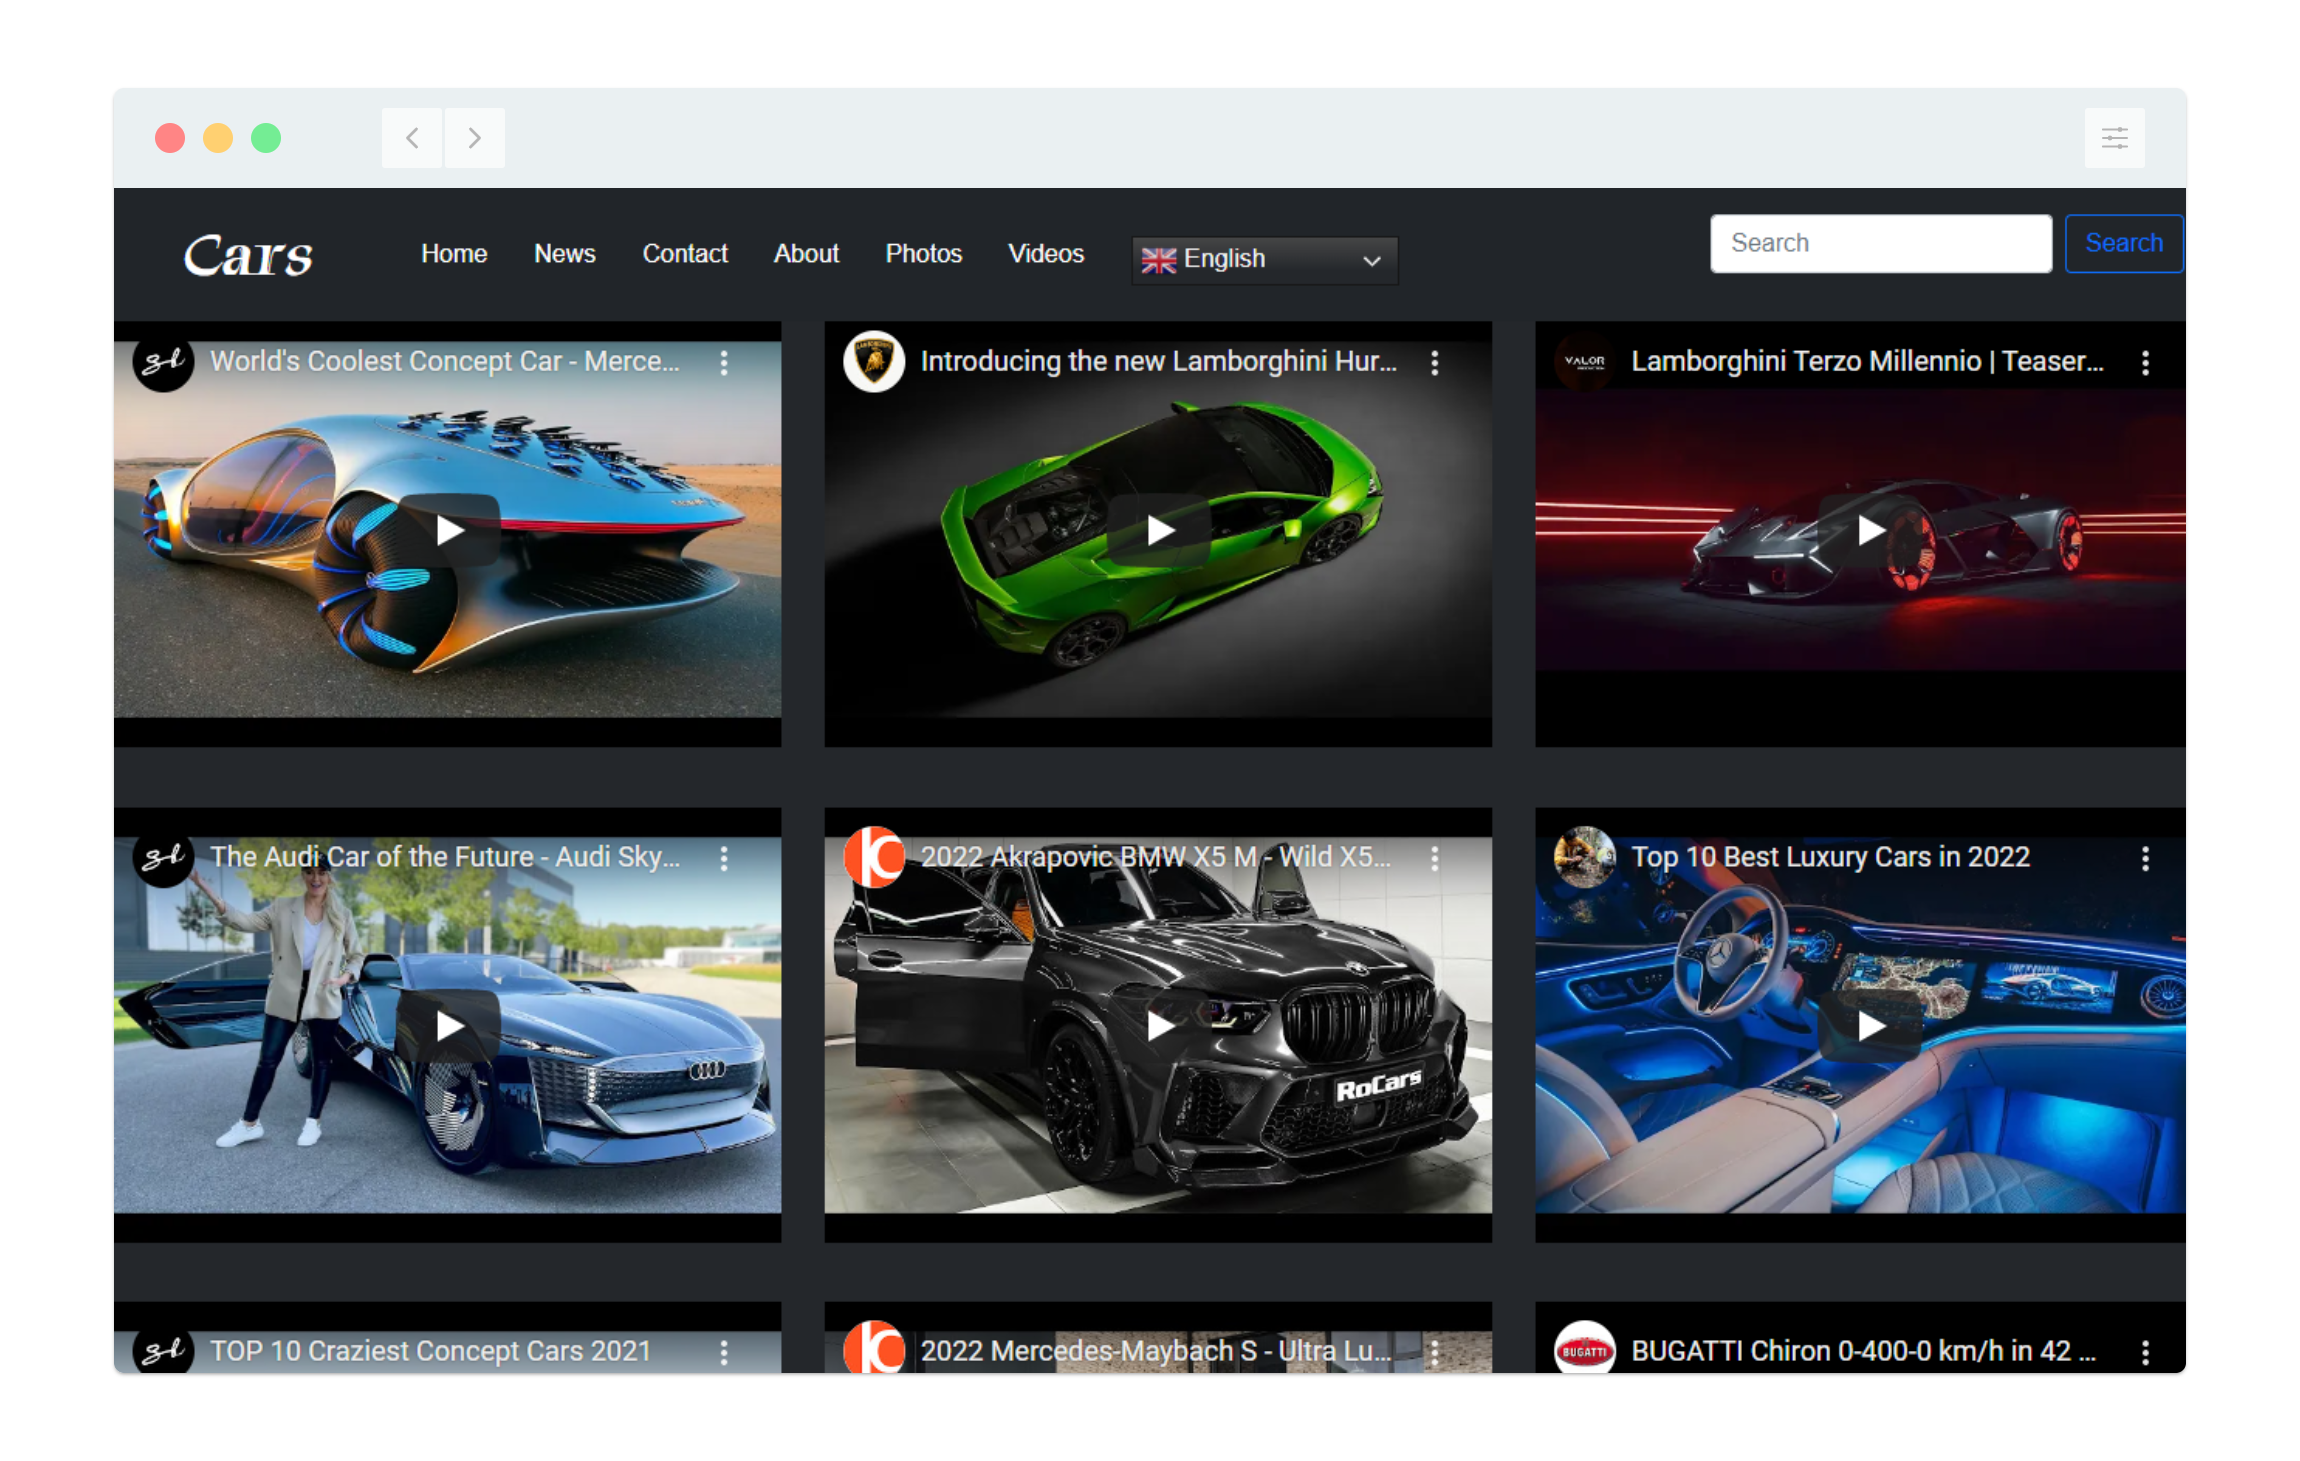 Cars
Home News Contact About Photos Videos English
Search Search
World's Coolest Concept Car - Merce...
Introducing the new Lamborghini Hur...
VALOR
Lamborghini Terzo Millennio | Teaser...
The Audi Car of the Future - Audi Sky...
2022 Akrapovic BMW X5 M - Wild X5...
Top 10 Best Luxury Cars in 2022
RoCars
TOP 10 Craziest Concept Cars 2021
2022 Mercedes-Maybach S - Ultra Lu...
BUGATTI
BUGATTI Chiron 0-400-0 km/h in 42 ...